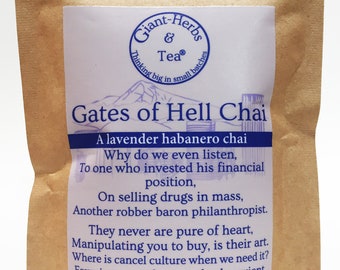 Giant-Herbs
&
Tea®
Thinking big in small batches
Gates of Hell Chai
A lavender habanero chai
Why do we even listen,
To one who invested his financial
position,
On selling drugs in mass,
Another robber baron philanthropist.
They never are pure of heart,
Manipulating you to buy, is their art.
Where is cancel culture when we need it?